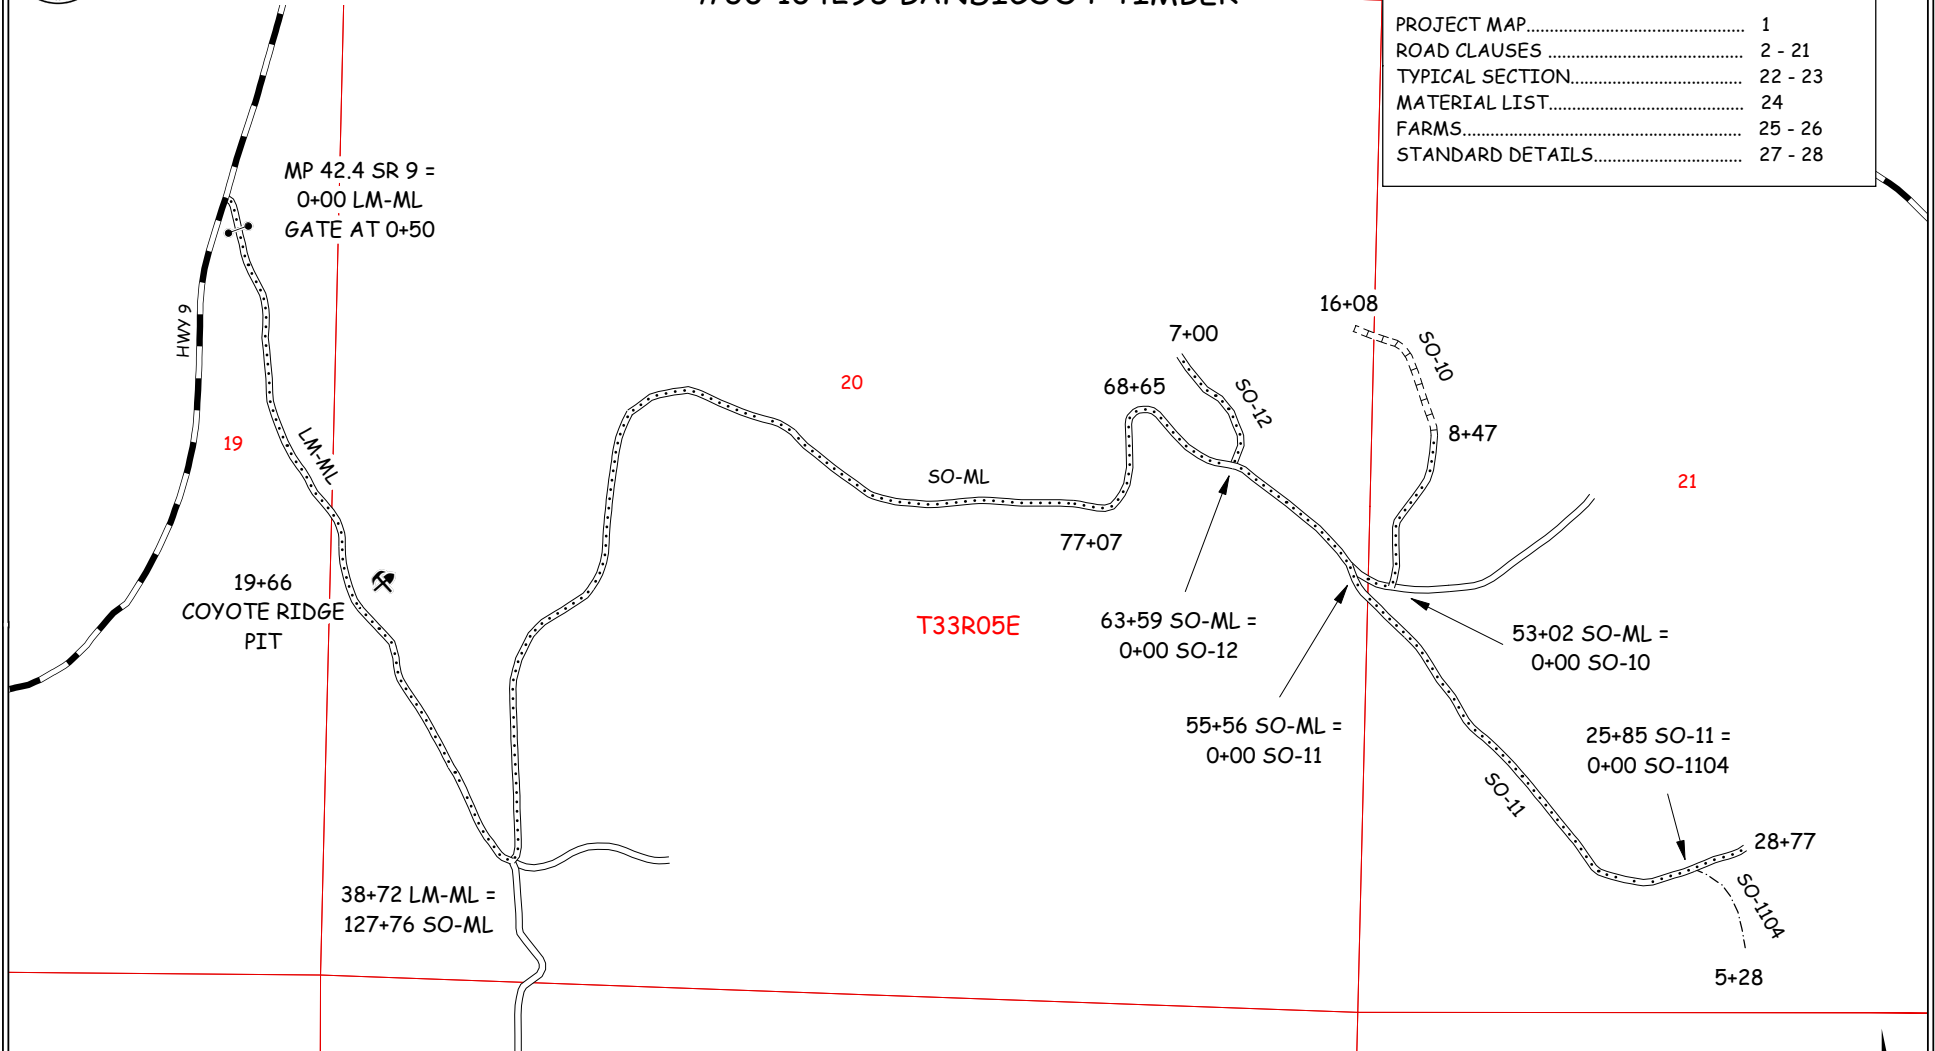 PROJECT MAP 1
ROAD CLAUSES 2 - 21
TYPICAL SECTION 22 - 23
MATERIAL LIST 24
FARMS 25 - 26
STANDARD DETAILS 27 - 28
MP 42.4 SR 9 =
0+00 LM-ML
GATE AT 0+50
HWY 9
19
LM-ML
19+66
COYOTE RIDGE
PIT
38+72 LM-ML =
127+76 SO-ML
20
SO-ML
T33R05E
77+07
68+65
7+00
SO-12
63+59 SO-ML =
0+00 SO-12
16+08
SO-10
8+47
21
53+02 SO-ML =
0+00 SO-10
55+56 SO-ML =
0+00 SO-11
SO-11
25+85 SO-11 =
0+00 SO-1104
28+77
SO-1104
5+28